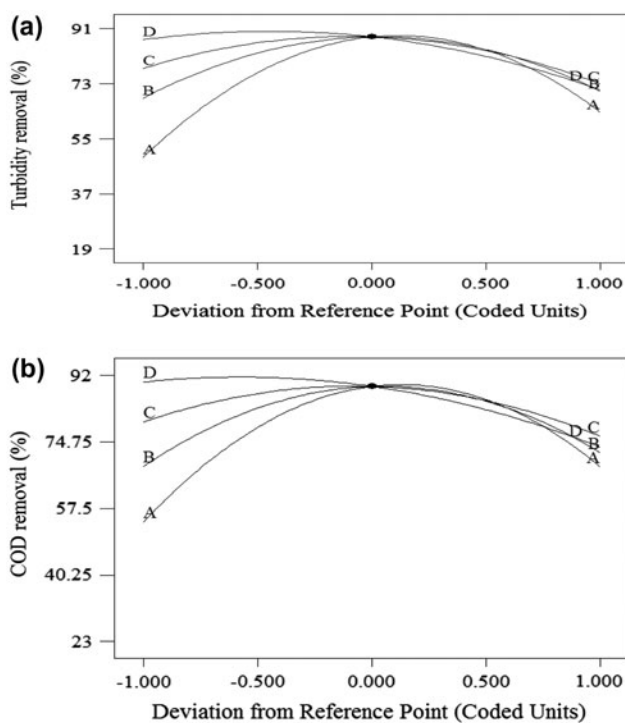 (a)
Turbidity removal (%)
91
73
55
37
19
D
C
B
A
D C
B
A
-1.000 -0.500 0.000 0.500 1.000
Deviation from Reference Point (Coded Units)
(b)
COD removal (%)
92
74.75
57.5
40.25
23
D
C
B
A
C
D
B
A
-1.000 -0.500 0.000 0.500 1.000
Deviation from Reference Point (Coded Units)